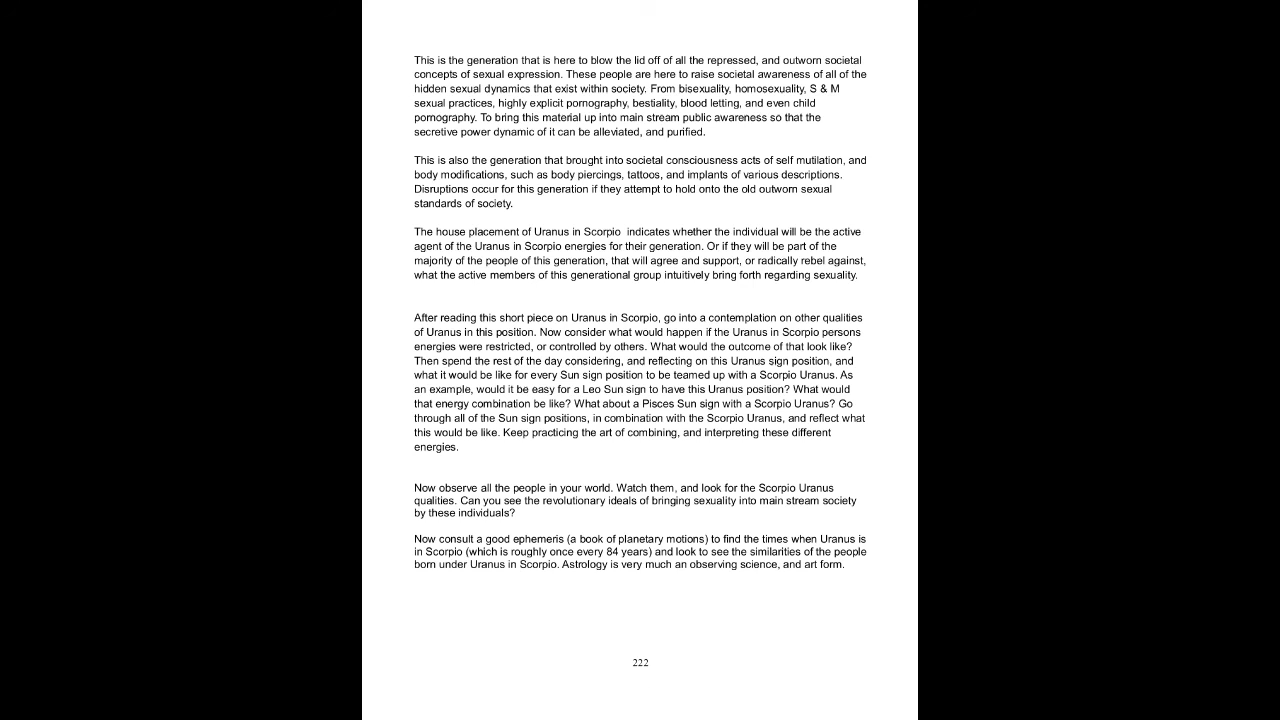 This is the generation that is here to blow the lid off of all the repressed, and outworn societal
concepts of sexual expression. These people are here to raise societal awareness of all of the
hidden sexual dynamics that exist within society. From bisexuality, homosexuality, S & M
sexual practices, highly explicit pornography, bestiality, blood letting, and even child
pornography. To bring this material up into main stream public awareness so that the
secretive power dynamic of it can be alleviated, and purified.
This is also the generation that brought into societal consciousness acts of self mutilation, and
body modifications, such as body piercings, tattoos, and implants of various descriptions.
Disruptions occur for this generation if they attempt to hold onto the old outworn sexual
standards of society.
The house placement of Uranus in Scorpio  indicates whether the individual will be the active
agent of the Uranus in Scorpio energies for their generation. Or if they will be part of the
majority of the people of this generation, that will agree and support, or radically rebel against,
what the active members of this generational group intuitively bring forth regarding sexuality.
After reading this short piece on Uranus in Scorpio, go into a contemplation on other qualities
of Uranus in this position. Now consider what would happen if the Uranus in Scorpio persons
energies were restricted, or controlled by others. What would the outcome of that look like?
Then spend the rest of the day considering, and reflecting on this Uranus sign position, and
what it would be like for every Sun sign position to be teamed up with a Scorpio Uranus. As
an example, would it be easy for a Leo Sun sign to have this Uranus position? What would
that energy combination be like? What about a Pisces Sun sign with a Scorpio Uranus? Go
through all of the Sun sign positions, in combination with the Scorpio Uranus, and reflect what
this would be like. Keep practicing the art of combining, and interpreting these different
energies.
Now observe all the people in your world. Watch them, and look for the Scorpio Uranus
qualities. Can you see the revolutionary ideals of bringing sexuality into main stream society
by these individuals?
Now consult a good ephemeris (a book of planetary motions) to find the times when Uranus is
in Scorpio (which is roughly once every 84 years) and look to see the similarities of the people
born under Uranus in Scorpio. Astrology is very much an observing science, and art form.
222